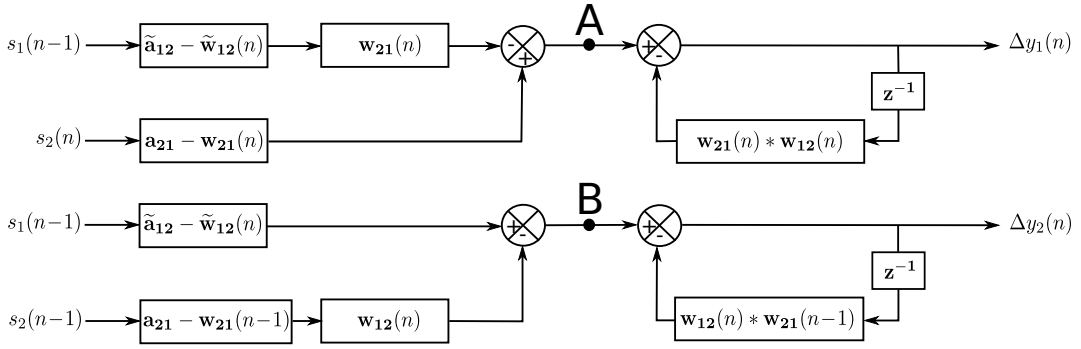 A
s₁(n−1) ã₁₂ − w̃₁₂(n) w₂₁(n) - + + - Δy₁(n)
z⁻¹
s₂(n) a₂₁ − w₂₁(n) w₂₁(n) ∗ w₁₂(n)
B
s₁(n−1) ã₁₂ − w̃₁₂(n) + - + - Δy₂(n)
z⁻¹
s₂(n−1) a₂₁ − w₂₁(n−1) w₁₂(n) w₁₂(n) ∗ w₂₁(n−1)